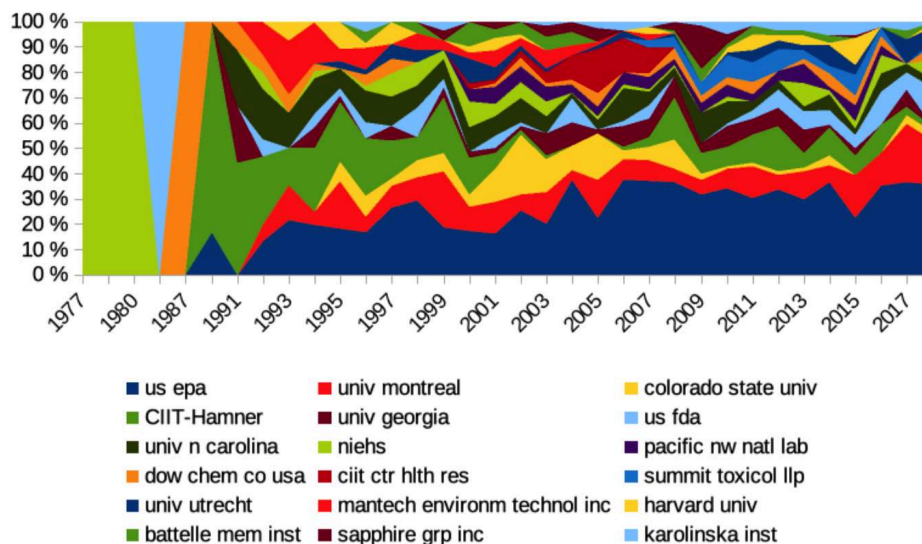 100 %
90 %
80 %
70 %
60 %
50 %
40 %
30 %
20 %
10 %
0 %
1977 1980 1987 1991 1993 1995 1997 1999 2001 2003 2005 2007 2009 2011 2013 2015 2017
us epa univ montreal colorado state univ
CIIT-Hamner univ georgia us fda
univ n carolina niehs pacific nw natl lab
dow chem co usa ciit ctr hlth res summit toxicol llp
univ utrecht mantech environm technol inc harvard univ
battelle mem inst sapphire grp inc karolinska inst